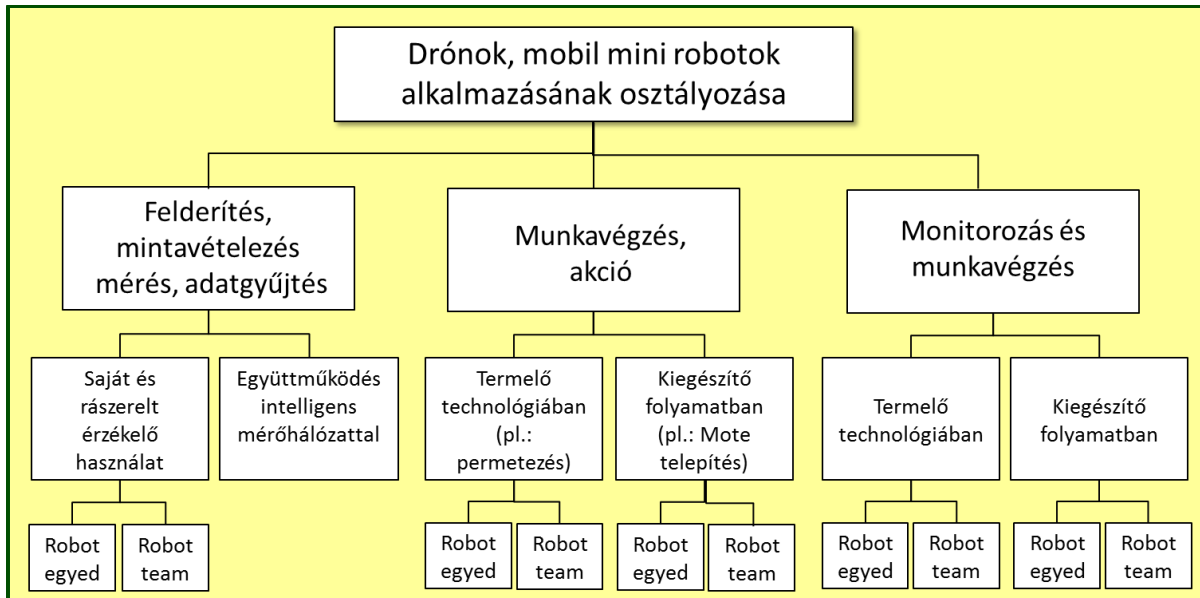 Drónok, mobil mini robotok
alkalmazásának osztályozása
Felderítés,
mintavételezés
mérés, adatgyűjtés
Munkavégzés,
akció
Monitorozás és
munkavégzés
Saját és
rászerelt
érzékelő
használat
Együttműködés
intelligens
mérőhálózattal
Termelő
technológiában
(pl.:
permetezés)
Kiegészítő
folyamatban
(pl.: Mote
telepítés)
Termelő
technológiában
Kiegészítő
folyamatban
Robot
egyed
Robot
team
Robot
egyed
Robot
team
Robot
egyed
Robot
team
Robot
egyed
Robot
team
Robot
egyed
Robot
team